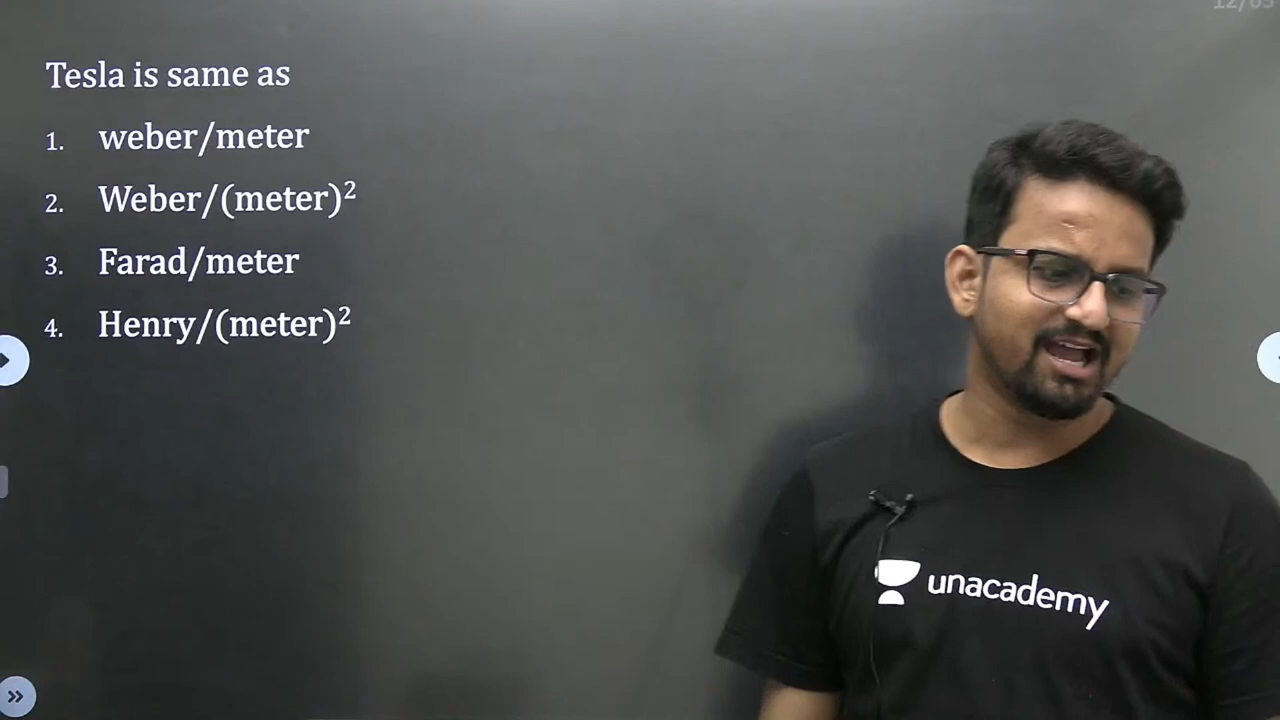 Tesla is same as
1. weber/meter
2. Weber/(meter)²
3. Farad/meter
4. Henry/(meter)²
unacademy